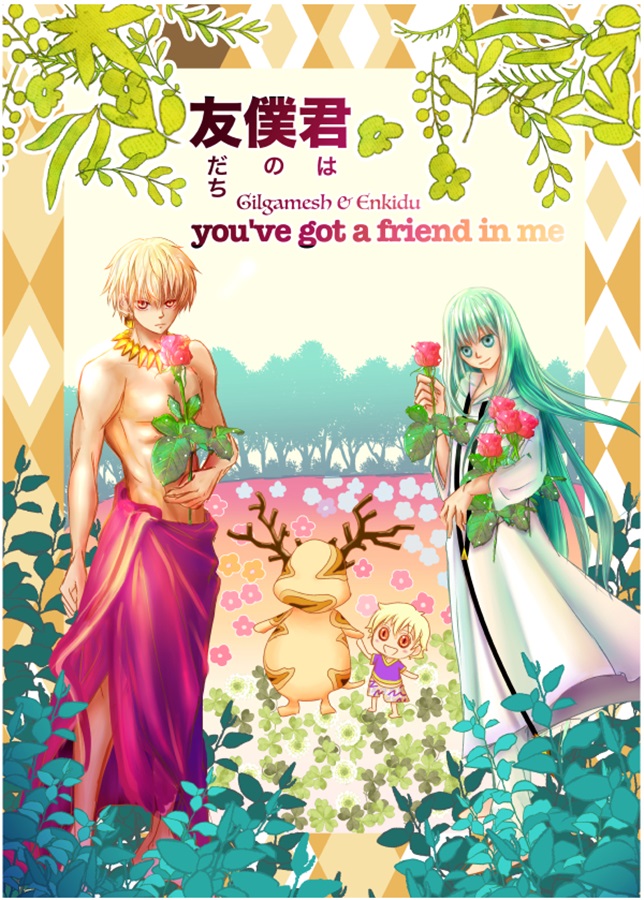 君は
僕の
友だち
Gilgamesh & Enkidu
you've got a friend in me